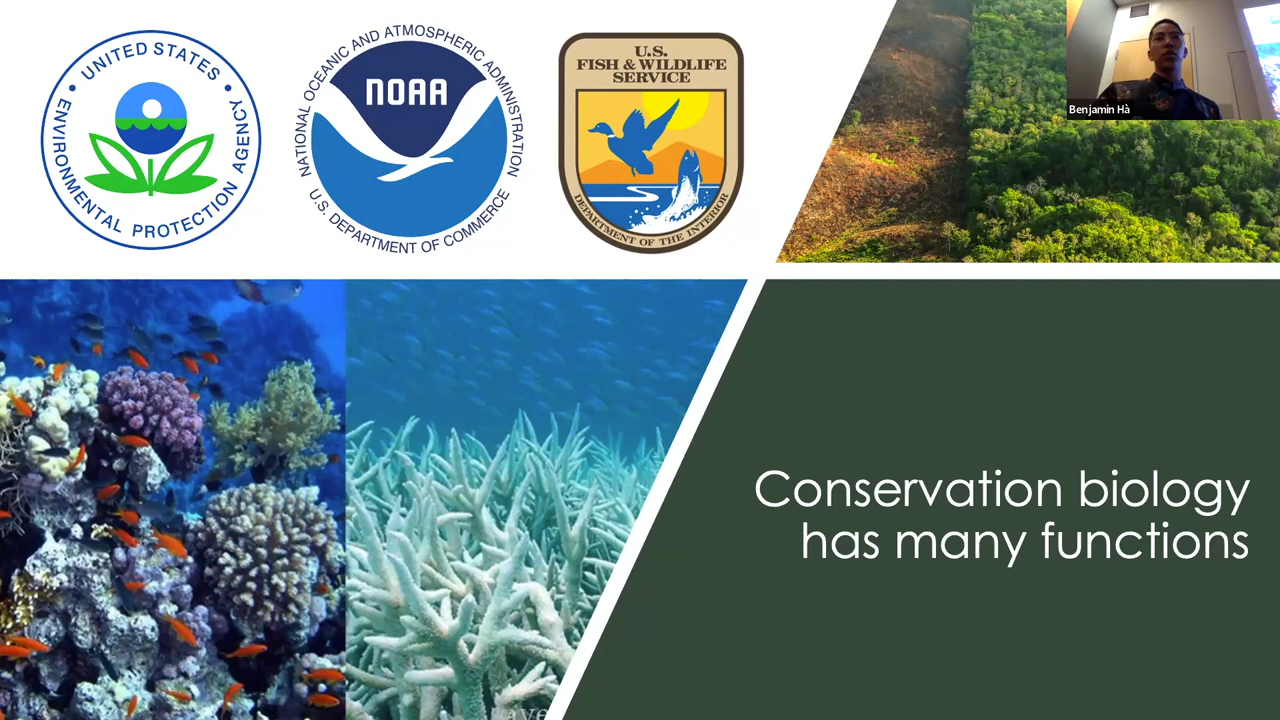 UNITED STATES
ENVIRONMENTAL PROTECTION AGENCY
NATIONAL OCEANIC AND ATMOSPHERIC ADMINISTRATION
NOAA
U.S. DEPARTMENT OF COMMERCE
U.S.
FISH & WILDLIFE
SERVICE
DEPARTMENT OF THE INTERIOR
Benjamin Hà
Conservation biology
has many functions